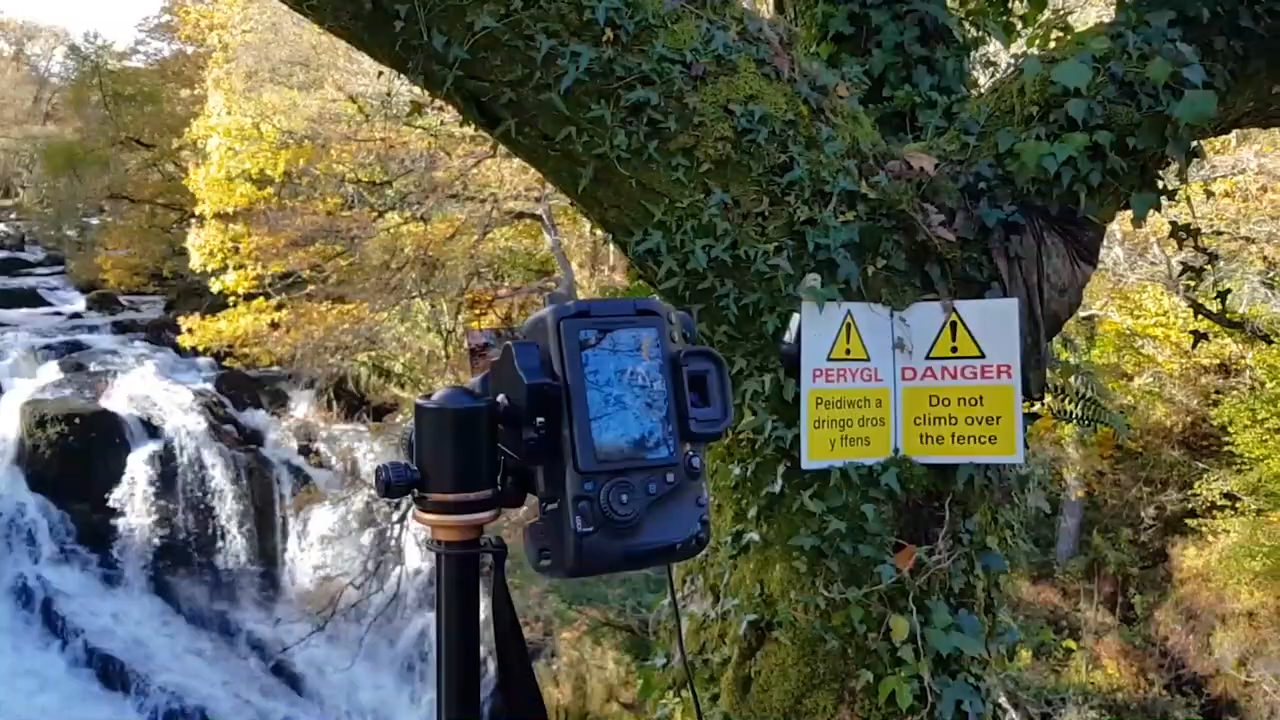 PERYGL
Peidiwch a
dringo dros
y ffens
DANGER
Do not
climb over
the fence